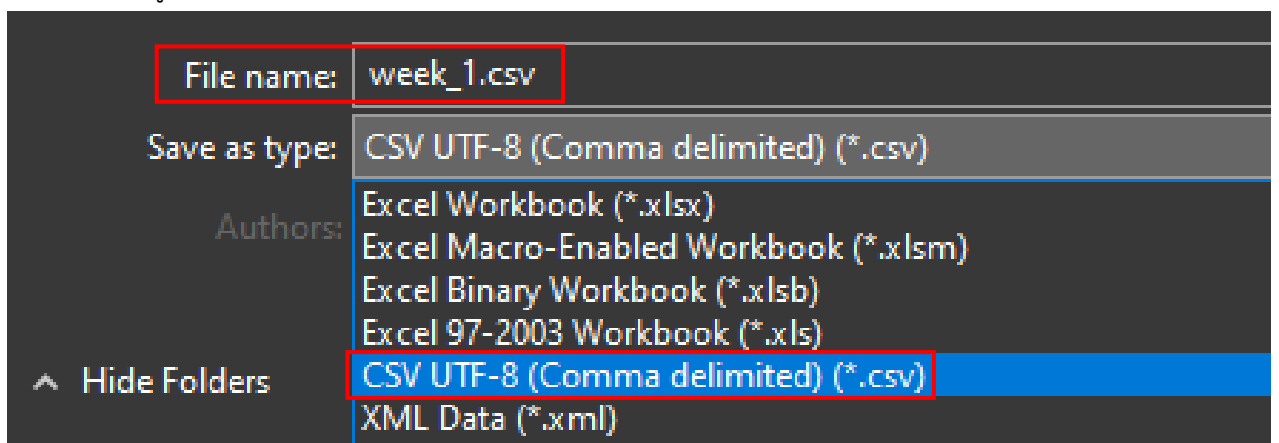 File name: week_1.csv
Save as type: CSV UTF-8 (Comma delimited) (*.csv)
Authors:
Excel Workbook (*.xlsx)
Excel Macro-Enabled Workbook (*.xlsm)
Excel Binary Workbook (*.xlsb)
Excel 97-2003 Workbook (*.xls)
Hide Folders
CSV UTF-8 (Comma delimited) (*.csv)
XML Data (*.xml)